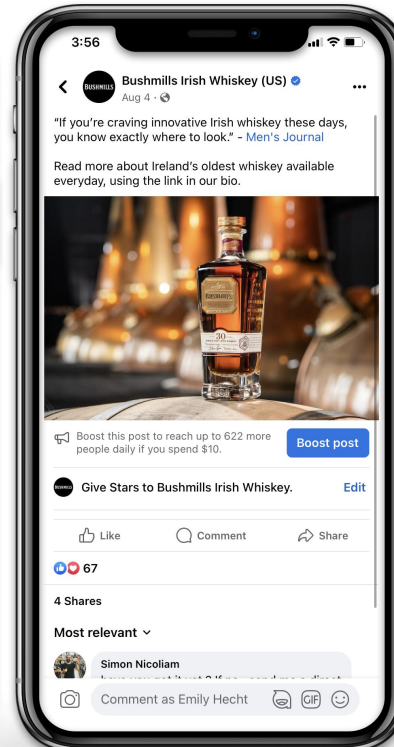 3:56
BUSHMILLS
Bushmills Irish Whiskey (US)
Aug 4 ·
“If you're craving innovative Irish whiskey these days,
you know exactly where to look.” - Men's Journal
Read more about Ireland's oldest whiskey available
everyday, using the link in our bio.
BUSHMILLS
30
Boost this post to reach up to 622 more
people daily if you spend $10.
Boost post
BUSHMILLS
Give Stars to Bushmills Irish Whiskey.
Edit
Like
Comment
Share
67
4 Shares
Most relevant
Simon Nicoliam
Comment as Emily Hecht
GIF